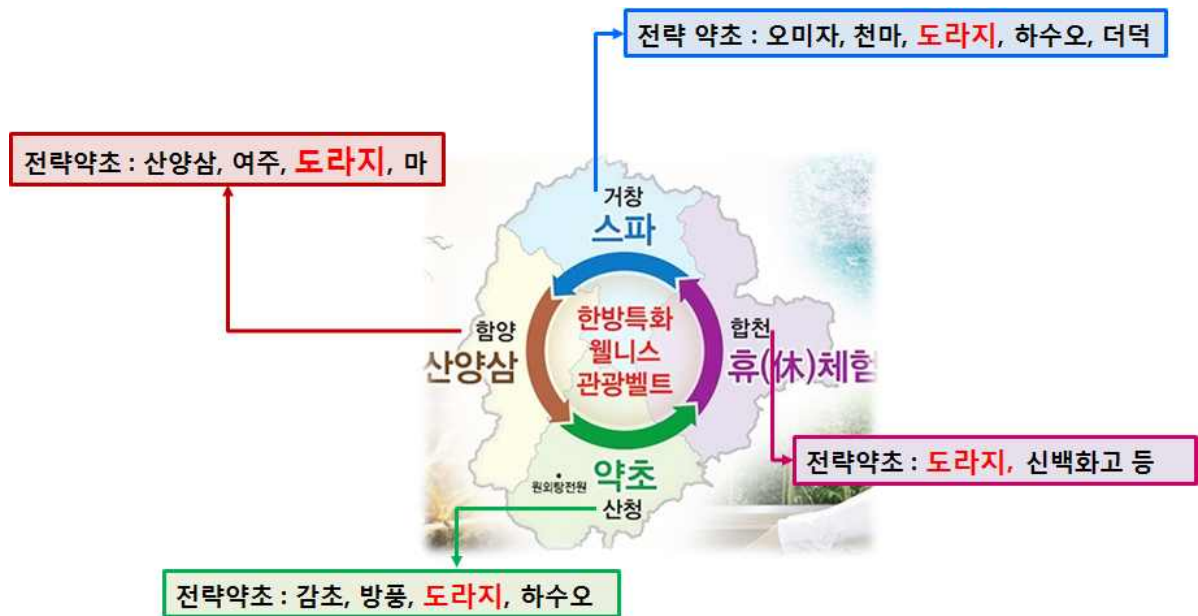 전략 약초 : 오미자, 천마, 도라지, 하수오, 더덕
전략약초 : 산양삼, 여주, 도라지, 마
거창
스파
한방특화
웰니스
관광벨트
함양
산양삼
합천
휴(休)체험
전략약초 : 도라지, 신백화고 등
약초
원외탕전원
산청
전략약초 : 감초, 방풍, 도라지, 하수오